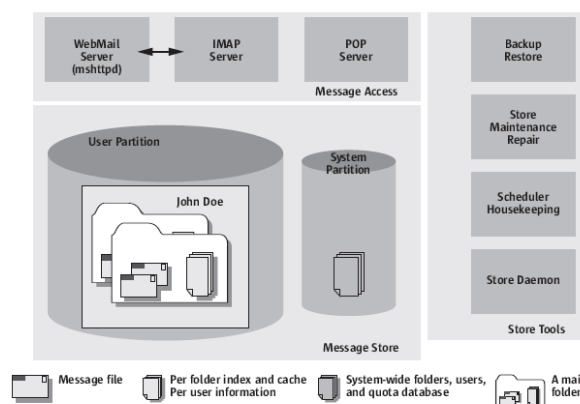 WebMail
Server
(mshttpd)
IMAP
Server
POP
Server
Message Access
Backup
Restore
Store
Maintenance
Repair
Scheduler
Housekeeping
Store Daemon
Store Tools
User Partition
System
Partition
John Doe
Message Store
Message file
Per folder index and cache
Per user information
System-wide folders, users,
and quota database
A mai
folder